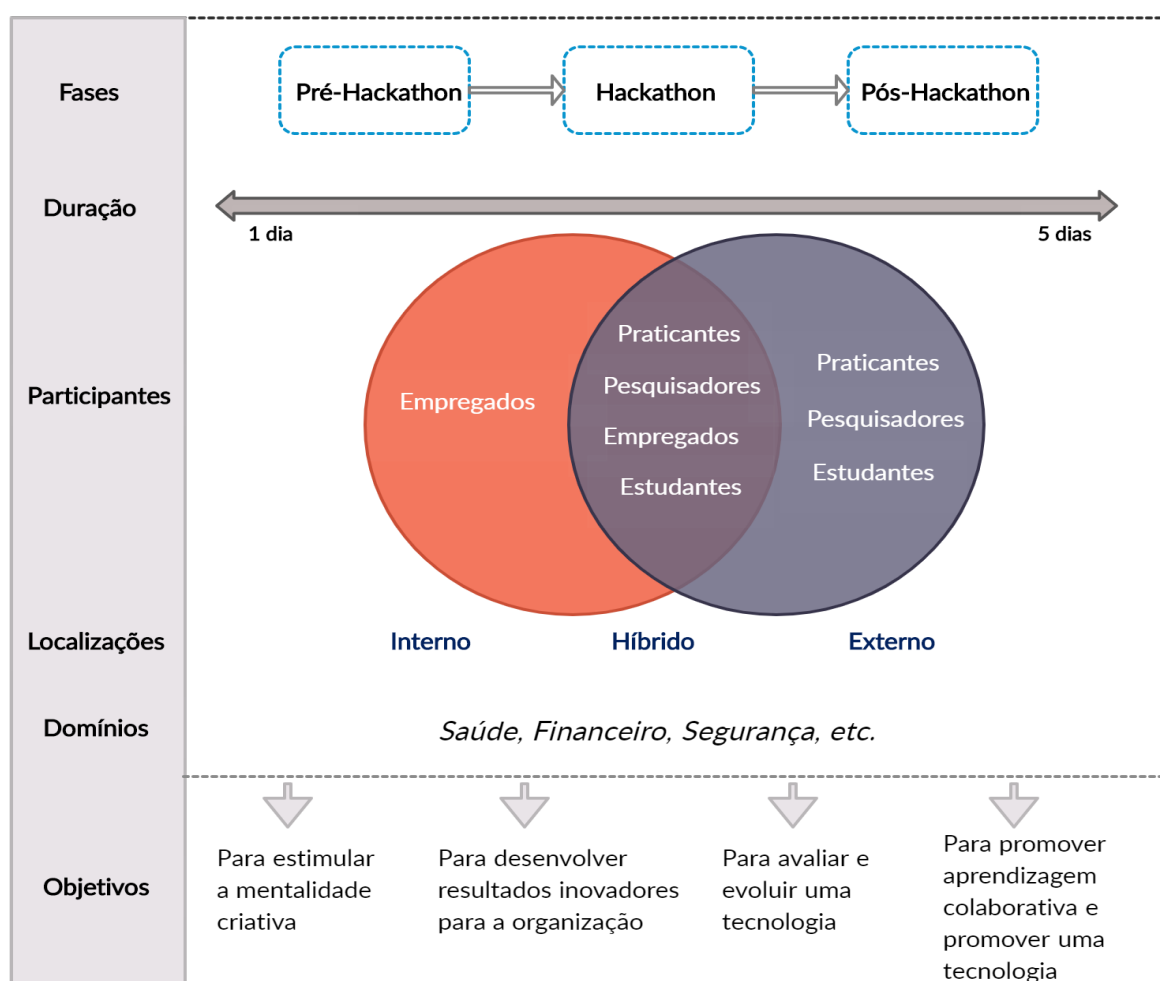 Fases
Pré-Hackathon
Hackathon
Pós-Hackathon
Duração
1 dia
5 dias
Participantes
Empregados
Praticantes
Pesquisadores
Empregados
Estudantes
Praticantes
Pesquisadores
Estudantes
Localizações
Interno
Híbrido
Externo
Domínios
Saúde, Financeiro, Segurança, etc.
Objetivos
Para estimular
a mentalidade
criativa
Para desenvolver
resultados inovadores
para a organização
Para avaliar e
evoluir uma
tecnologia
Para promover
aprendizagem
colaborativa e
promover uma
tecnologia